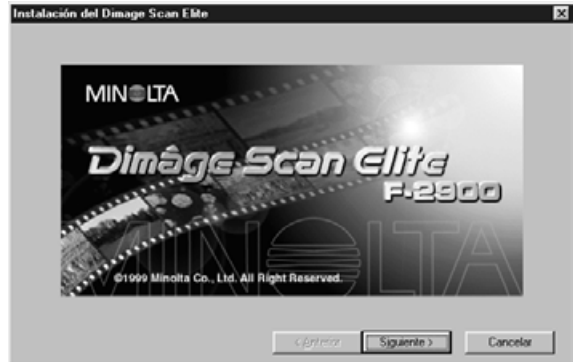 Instalación del Dimage Scan Elite
MINOLTA
Dimâge Scan Elite
F-2900
MINOLTA
©1999 Minolta Co., Ltd. All Right Reserved.
< Anterior
Siguiente >
Cancelar